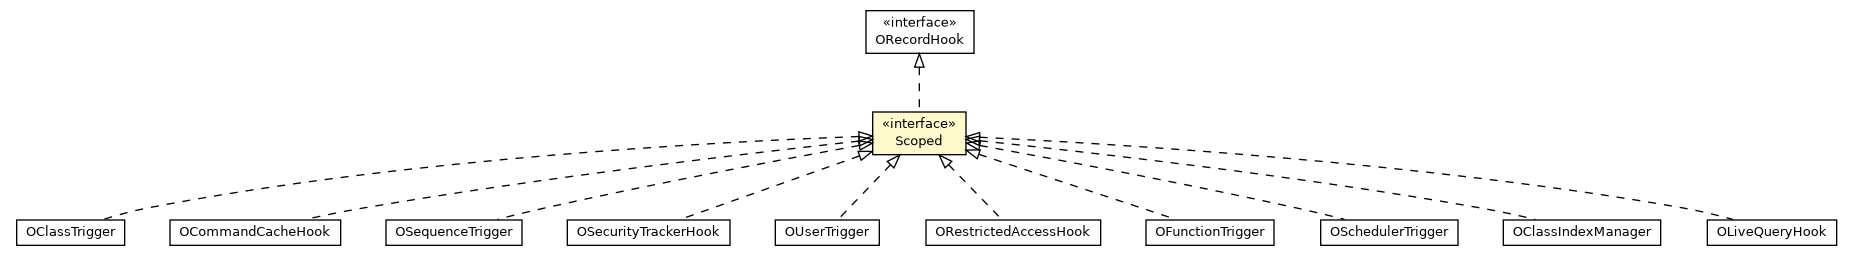 «interface»
ORecordHook
«interface»
Scoped
OClassTrigger
OCommandCacheHook
OSequenceTrigger
OSecurityTrackerHook
OUserTrigger
ORestrictedAccessHook
OFunctionTrigger
OSchedulerTrigger
OClassIndexManager
OLiveQueryHook